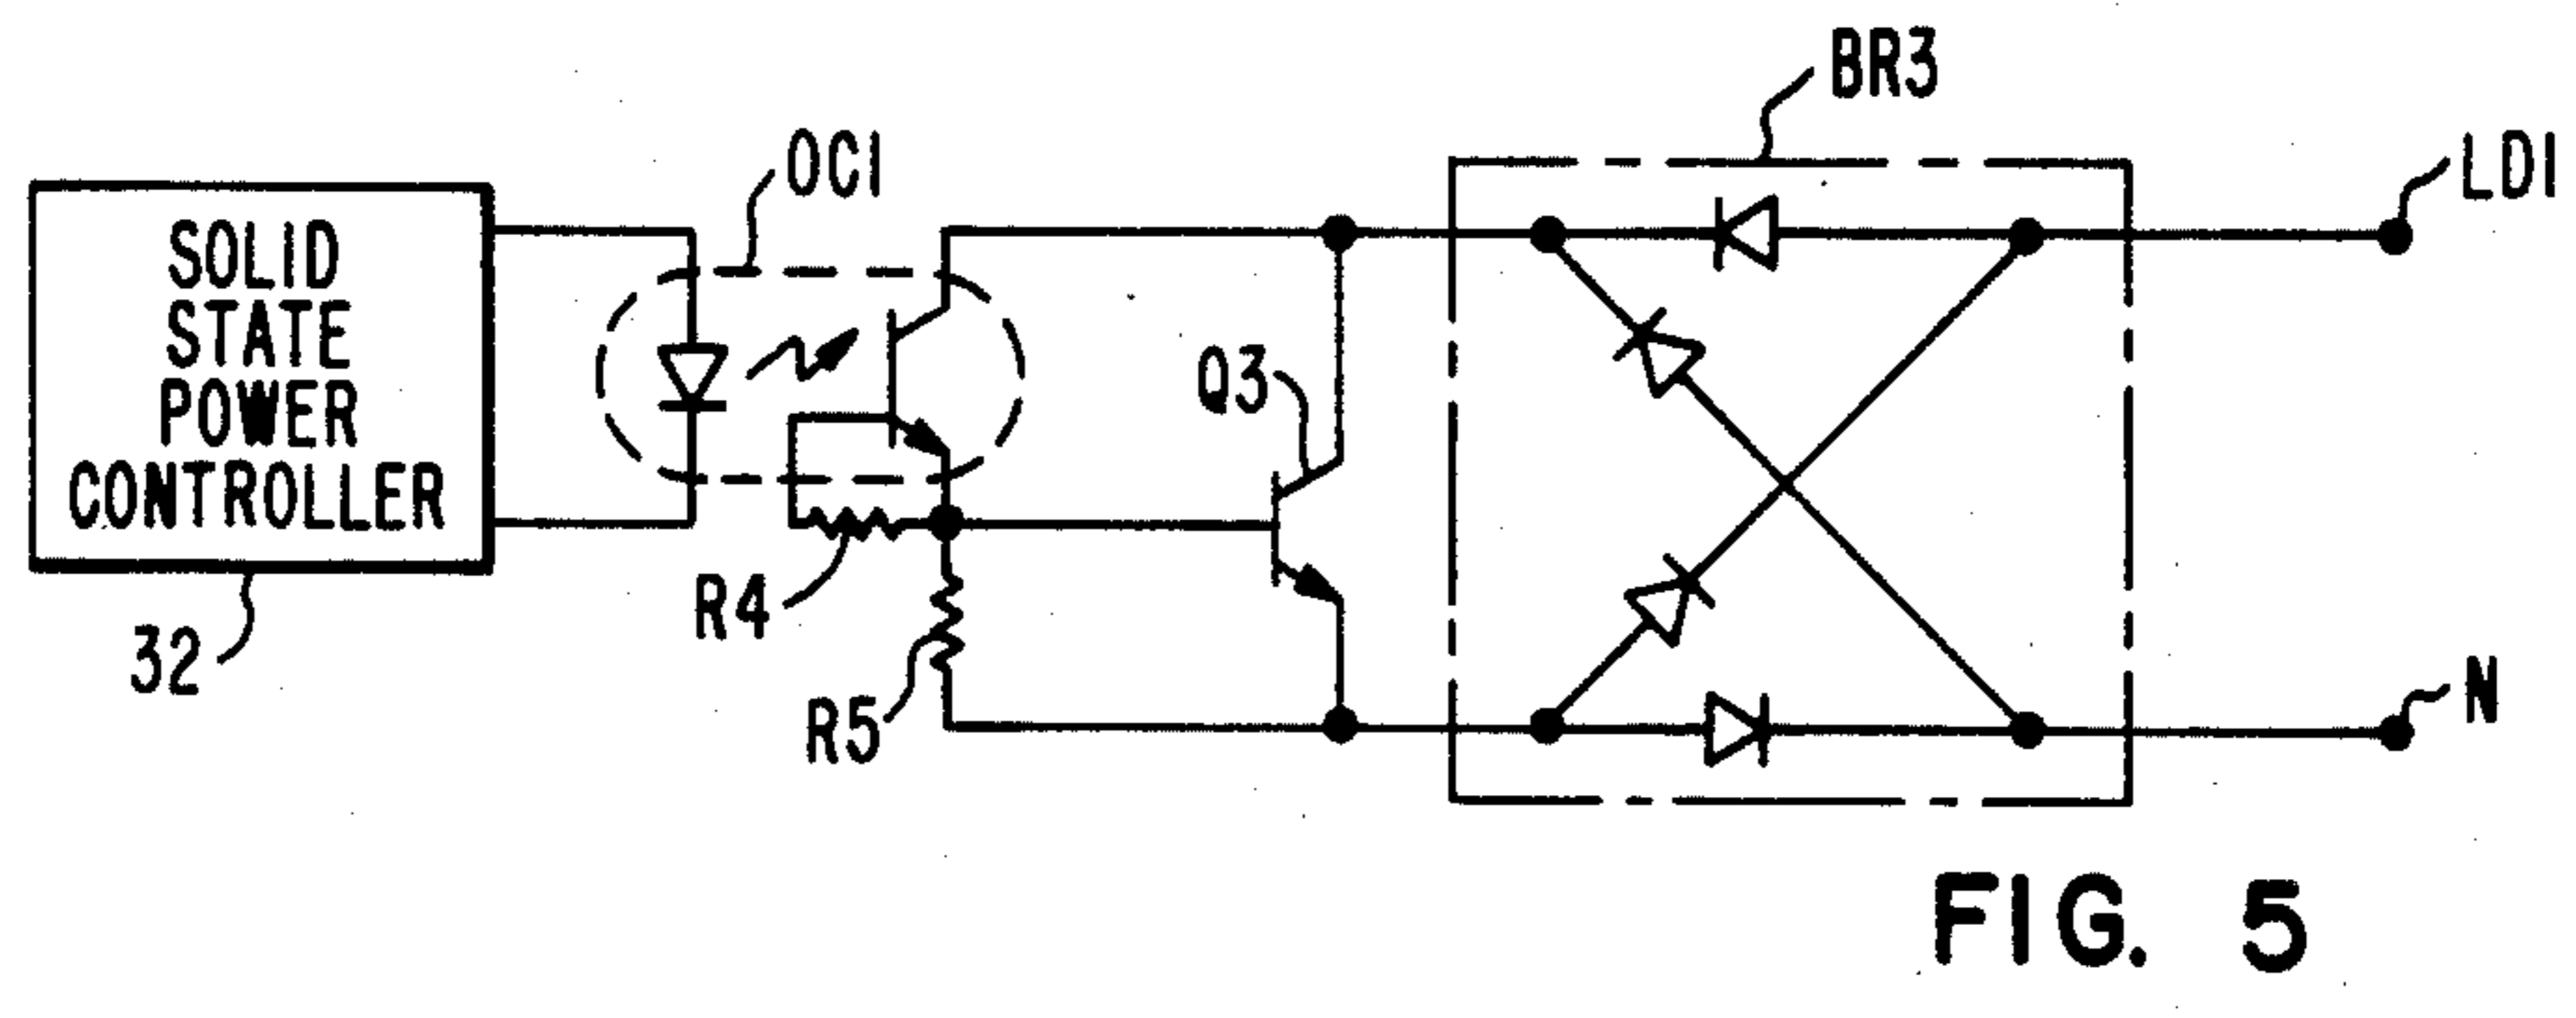 BR3
OC1
LD1
SOLID
STATE
POWER
CONTROLLER
Q3
R4
32
R5
N
FIG. 5